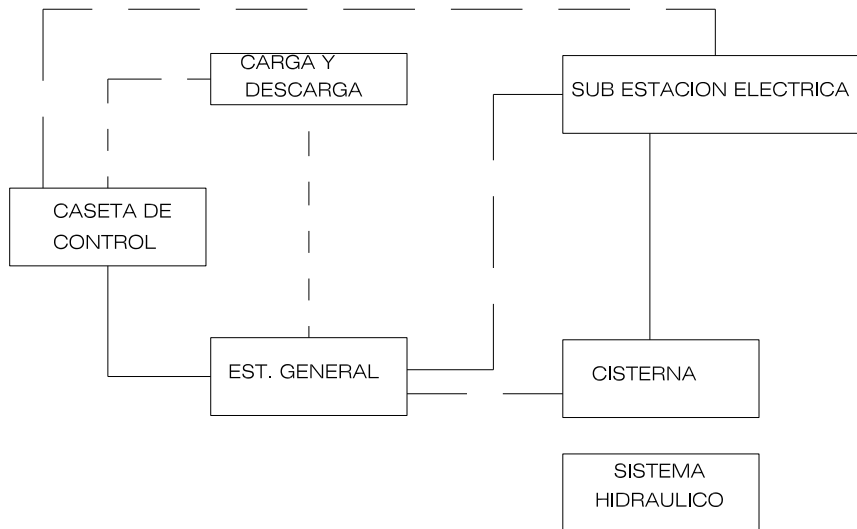 CARGA Y
DESCARGA
SUB ESTACION ELECTRICA
CASETA DE
CONTROL
EST. GENERAL
CISTERNA
SISTEMA
HIDRAULICO